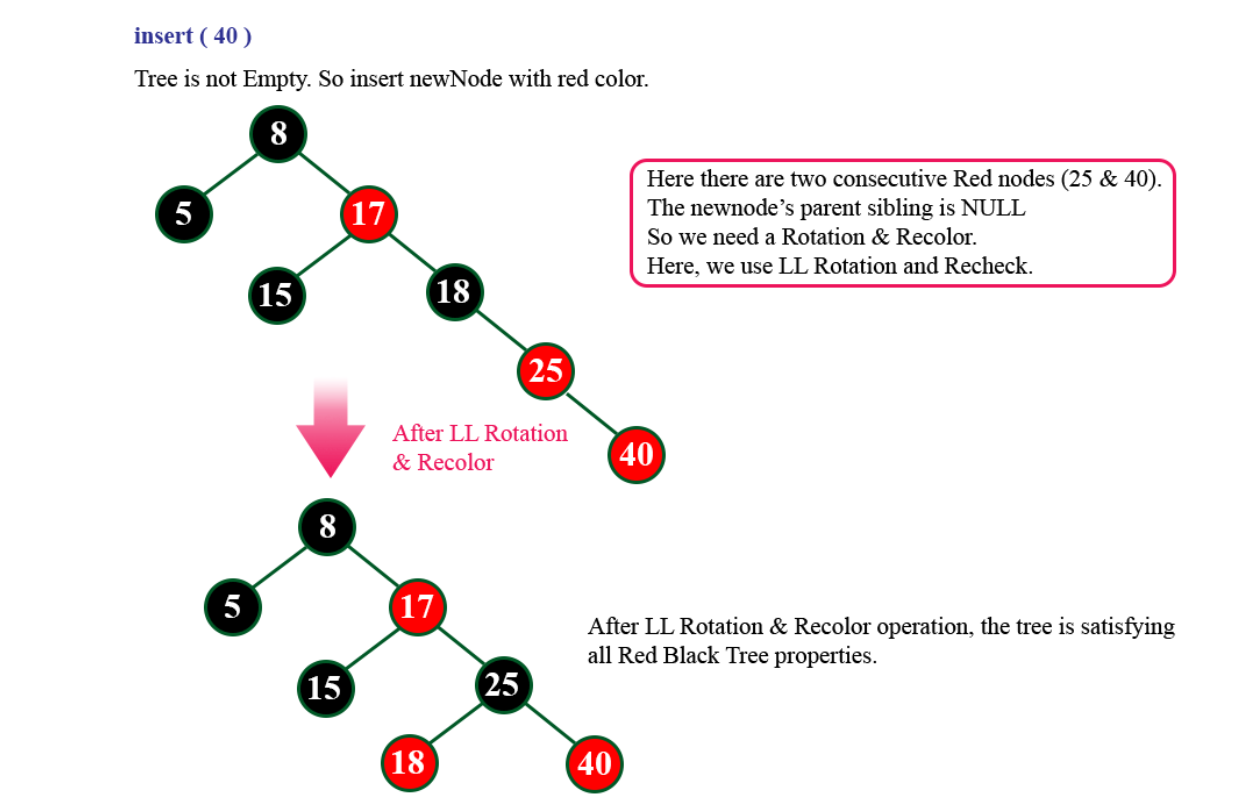 insert ( 40 )
Tree is not Empty. So insert newNode with red color.
8
5
17
15
18
25
40
Here there are two consecutive Red nodes (25 & 40).
The newnode's parent sibling is NULL
So we need a Rotation & Recolor.
Here, we use LL Rotation and Recheck.
After LL Rotation
& Recolor
8
5
17
15
25
18
40
After LL Rotation & Recolor operation, the tree is satisfying
all Red Black Tree properties.